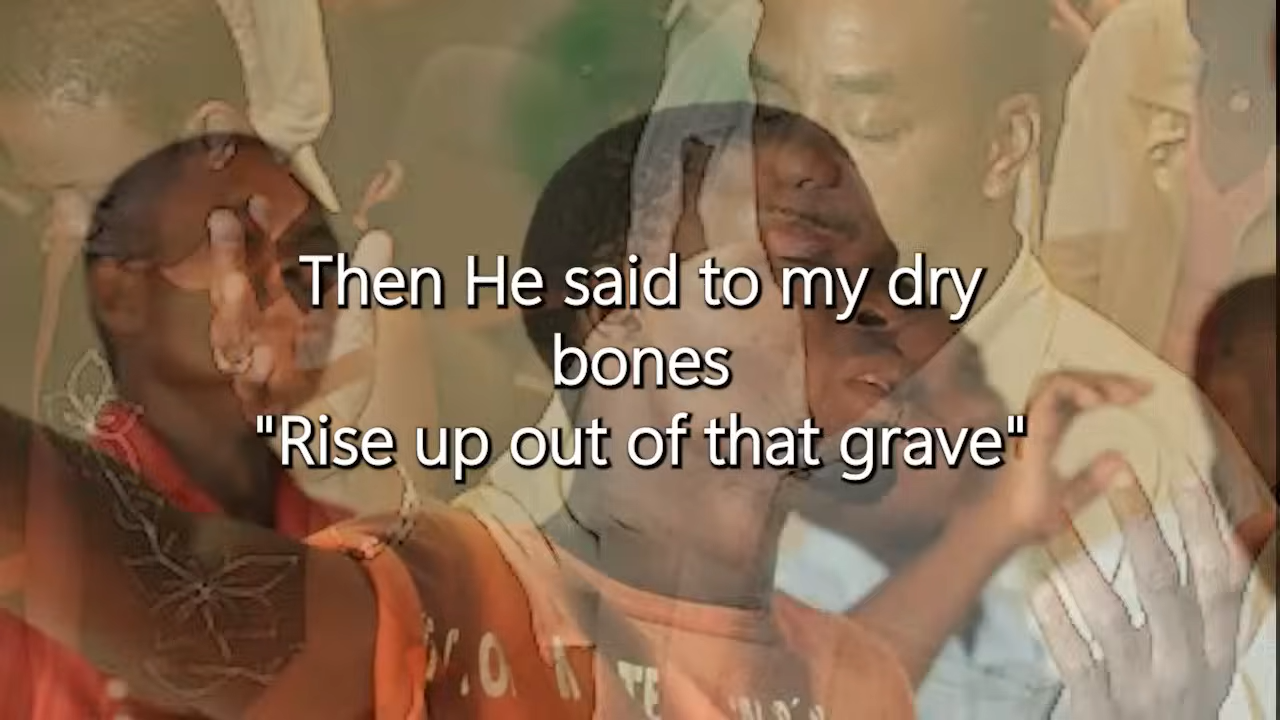 Then He said to my dry
bones
"Rise up out of that grave"